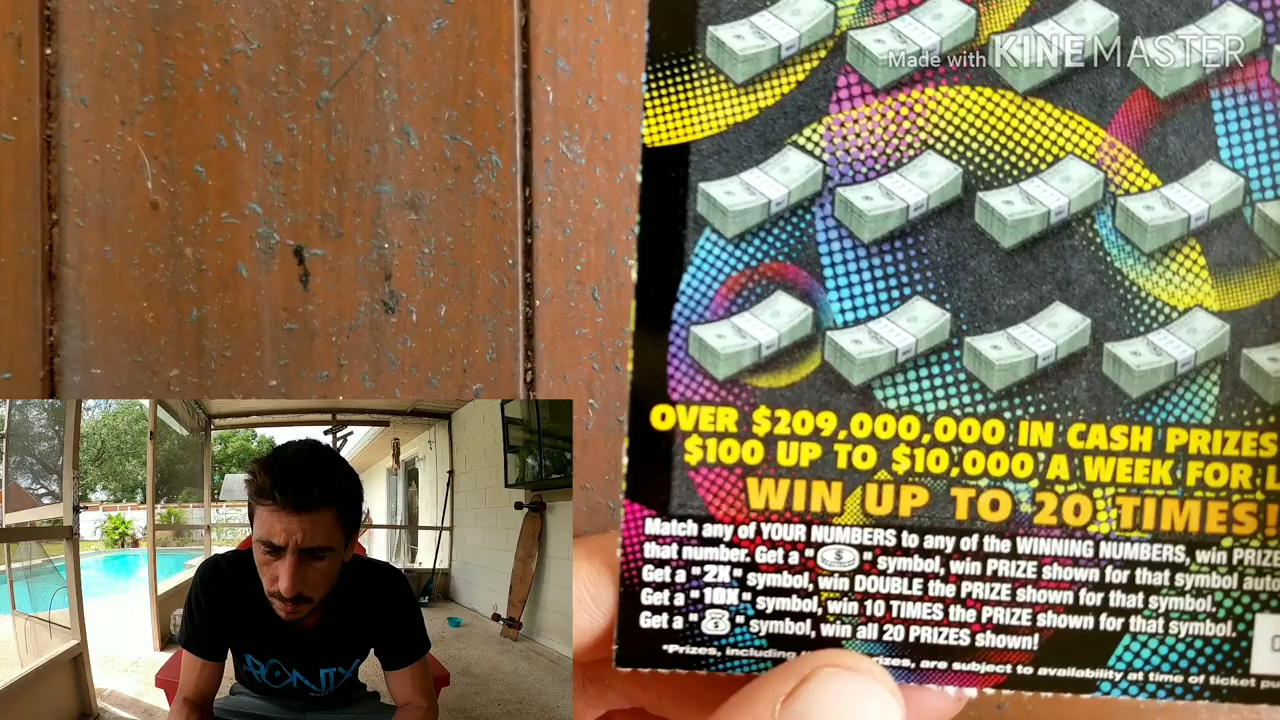 Made with KINEMASTER
OVER $209,000,000 IN CASH PRIZES
$100 UP TO $10,000 A WEEK FOR L
WIN UP TO 20 TIMES!
Match any of YOUR NUMBERS to any of the WINNING NUMBERS, win PRIZE
that number. Get a " " symbol, win PRIZE shown for that symbol auto
Get a "2X" symbol, win DOUBLE the PRIZE shown for that symbol.
Get a "10X" symbol, win 10 TIMES the PRIZE shown for that symbol.
Get a " " symbol, win all 20 PRIZES shown!
*Prizes, including are subject to availability at time of ticket pu
RONIX